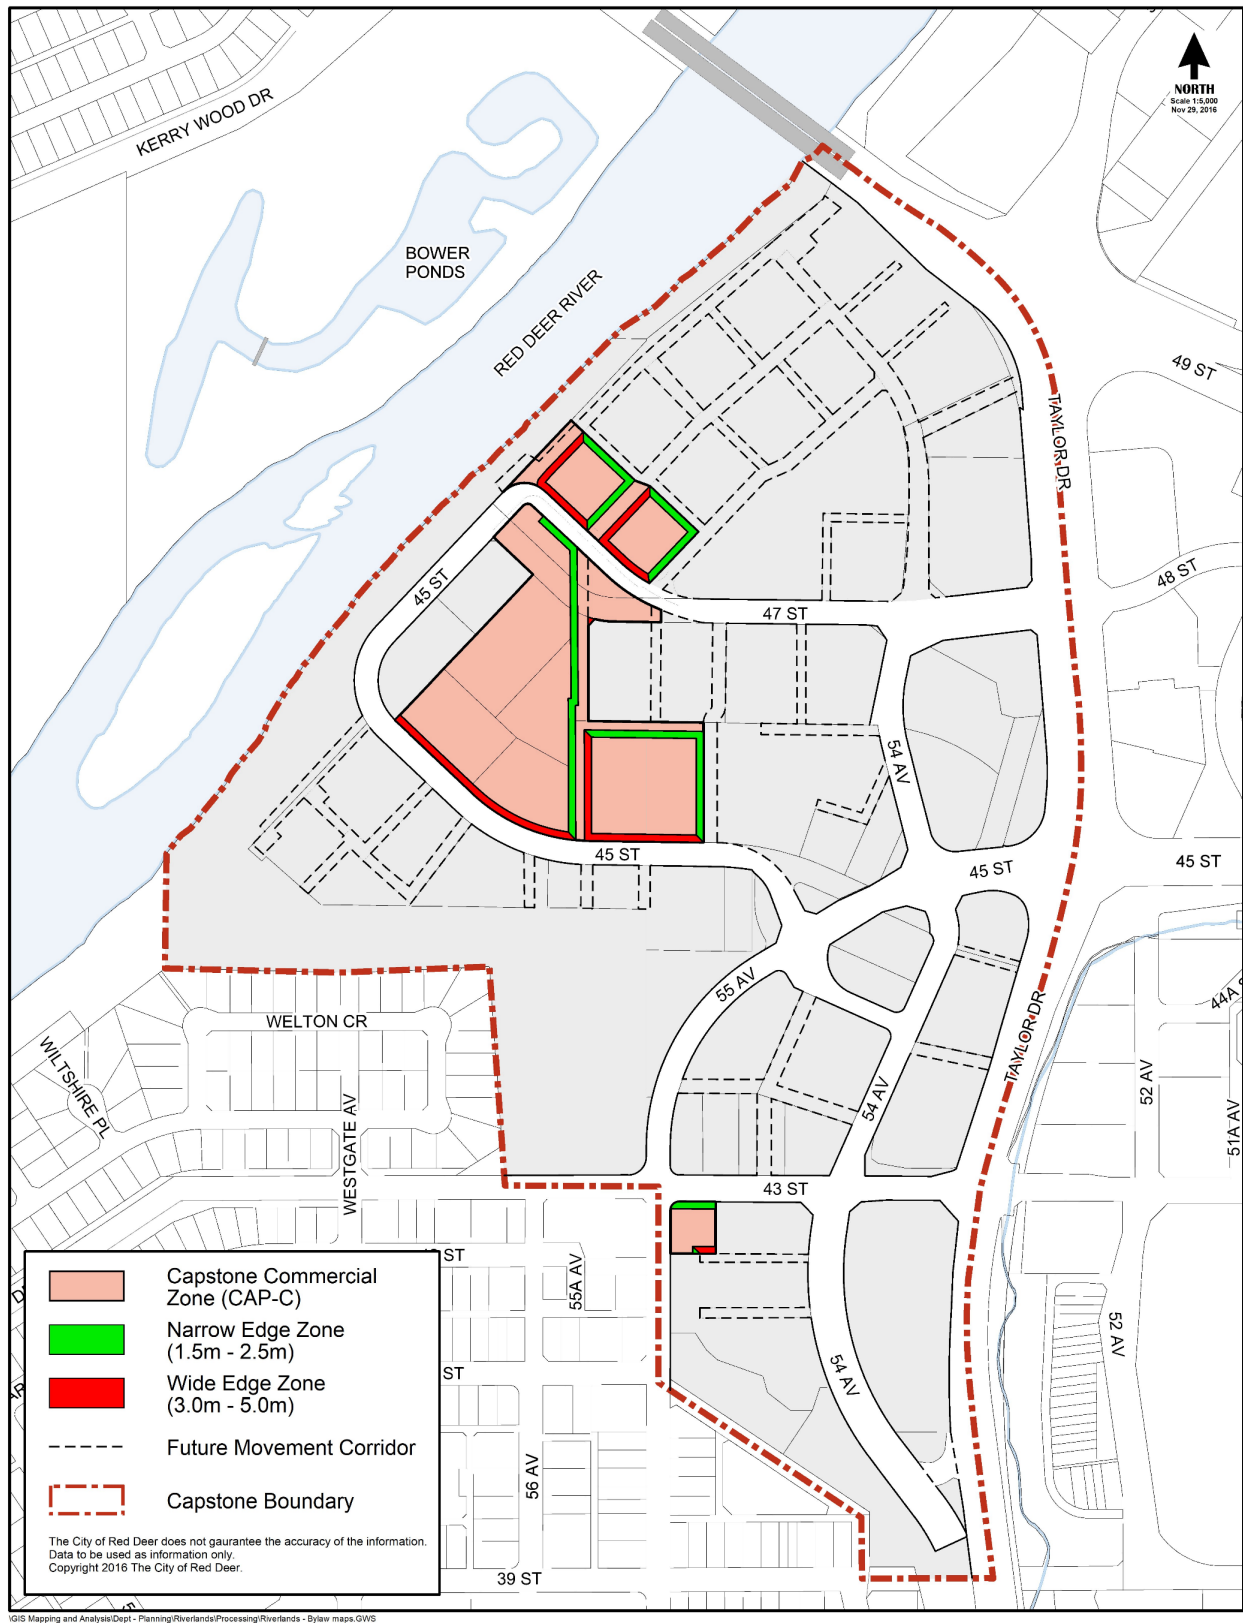 NORTH
Scale 1:5,000
Nov 29, 2016
KERRY WOOD DR
BOWER
PONDS
RED DEER RIVER
49 ST
TAYLOR DR
48 ST
45 ST
47 ST
54 AV
45 ST
45 ST
45 ST
55 AV
44A
WELTON CR
WILTSHIRE PL
WESTGATE AV
TAYLOR DR
52 AV
54 AV
51A AV
43 ST
ST
55A AV
52 AV
ST
54 AV
56 AV
39 ST
Capstone Commercial
Zone (CAP-C)
Narrow Edge Zone
(1.5m - 2.5m)
Wide Edge Zone
(3.0m - 5.0m)
Future Movement Corridor
Capstone Boundary
The City of Red Deer does not gaurantee the accuracy of the information.
Data to be used as information only.
Copyright 2016 The City of Red Deer.
\GIS Mapping and Analysis\Dept - Planning\Riverlands\Processing\Riverlands - Bylaw maps.GWS